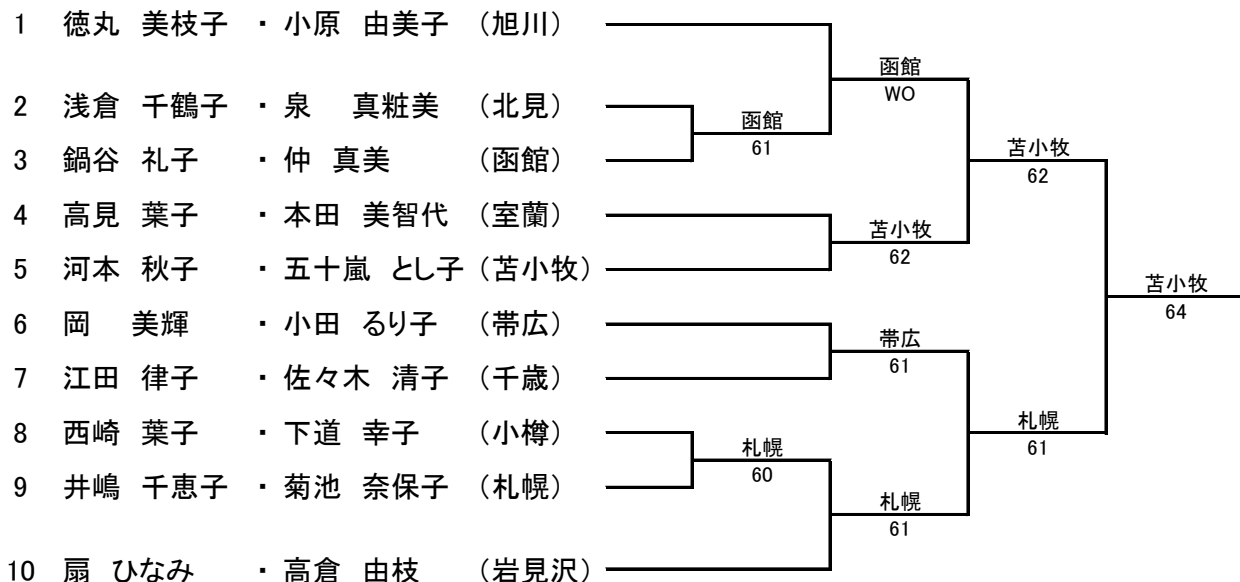 1 徳丸 美枝子 ・ 小原 由美子 (旭川)
函館
WO
2 浅倉 千鶴子 ・ 泉 真粧美 (北見)
函館
61
3 鍋谷 礼子 ・ 仲 真美 (函館)
苫小牧
62
4 高見 葉子 ・ 本田 美智代 (室蘭)
苫小牧
62
5 河本 秋子 ・ 五十嵐 とし子 (苫小牧)
苫小牧
64
6 岡 美輝 ・ 小田 るり子 (帯広)
帯広
61
7 江田 律子 ・ 佐々木 清子 (千歳)
8 西崎 葉子 ・ 下道 幸子 (小樽)
札幌
61
札幌
60
9 井嶋 千恵子 ・ 菊池 奈保子 (札幌)
札幌
61
10 扇 ひなみ ・ 高倉 由枝 (岩見沢)